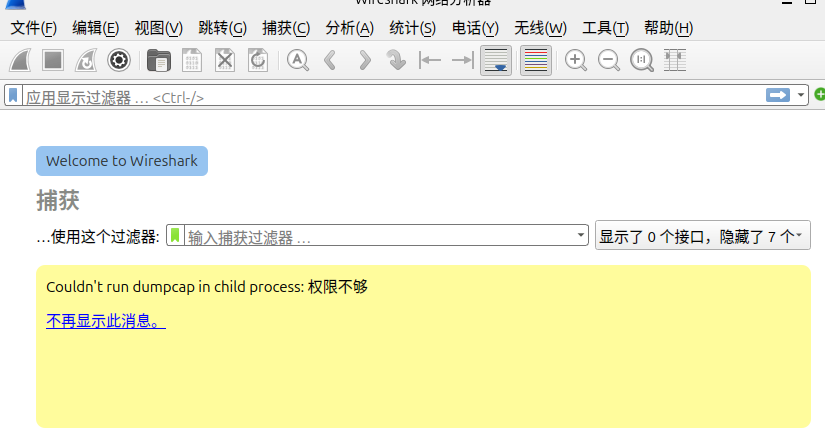 Wireshark 网络分析器
文件(F) 编辑(E) 视图(V) 跳转(G) 捕获(C) 分析(A) 统计(S) 电话(Y) 无线(W) 工具(T) 帮助(H)
应用显示过滤器 … <Ctrl-/>
Welcome to Wireshark
捕获
…使用这个过滤器: 输入捕获过滤器 … 显示了 0 个接口，隐藏了 7 个
Couldn't run dumpcap in child process: 权限不够
不再显示此消息。